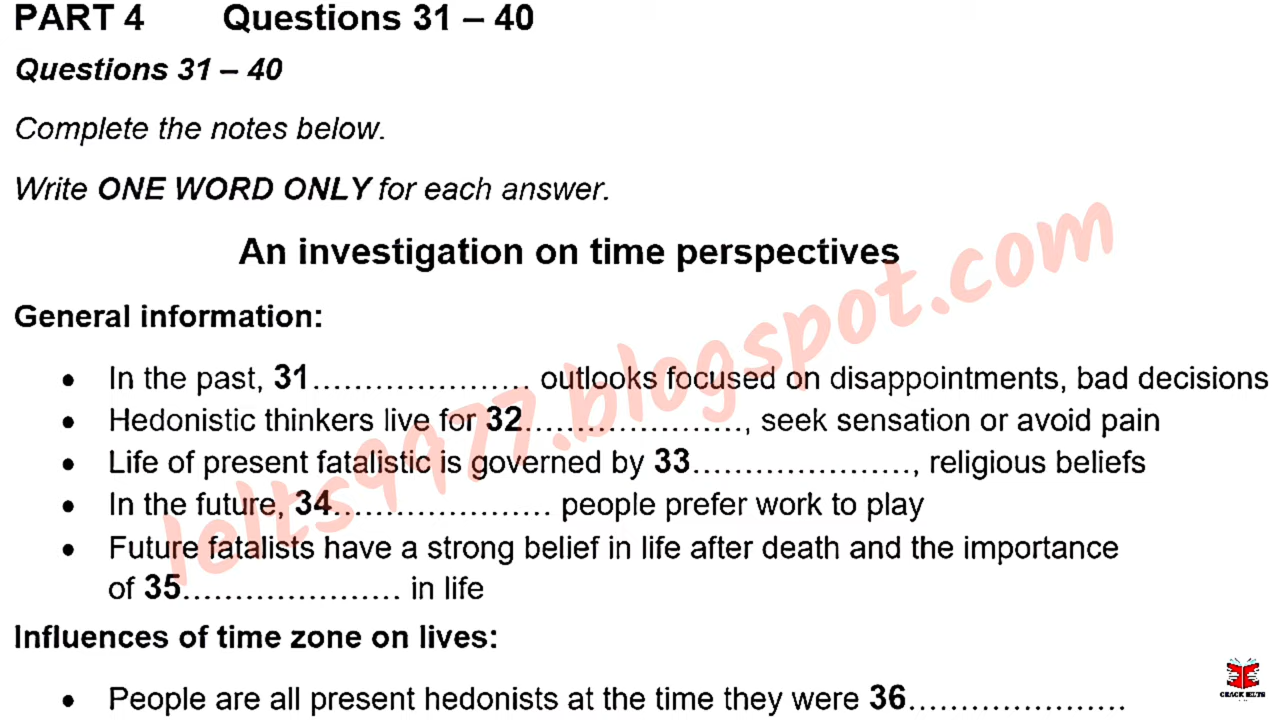 PART 4 Questions 31 – 40
Questions 31 – 40
Complete the notes below.
Write ONE WORD ONLY for each answer.
An investigation on time perspectives
General information:
• In the past, 31..................... outlooks focused on disappointments, bad decisions
• Hedonistic thinkers live for 32....................., seek sensation or avoid pain
• Life of present fatalistic is governed by 33....................., religious beliefs
• In the future, 34..................... people prefer work to play
• Future fatalists have a strong belief in life after death and the importance
of 35..................... in life
Influences of time zone on lives:
• People are all present hedonists at the time they were 36.....................
Ielts9977.blogspot.com
CRACK IELTS